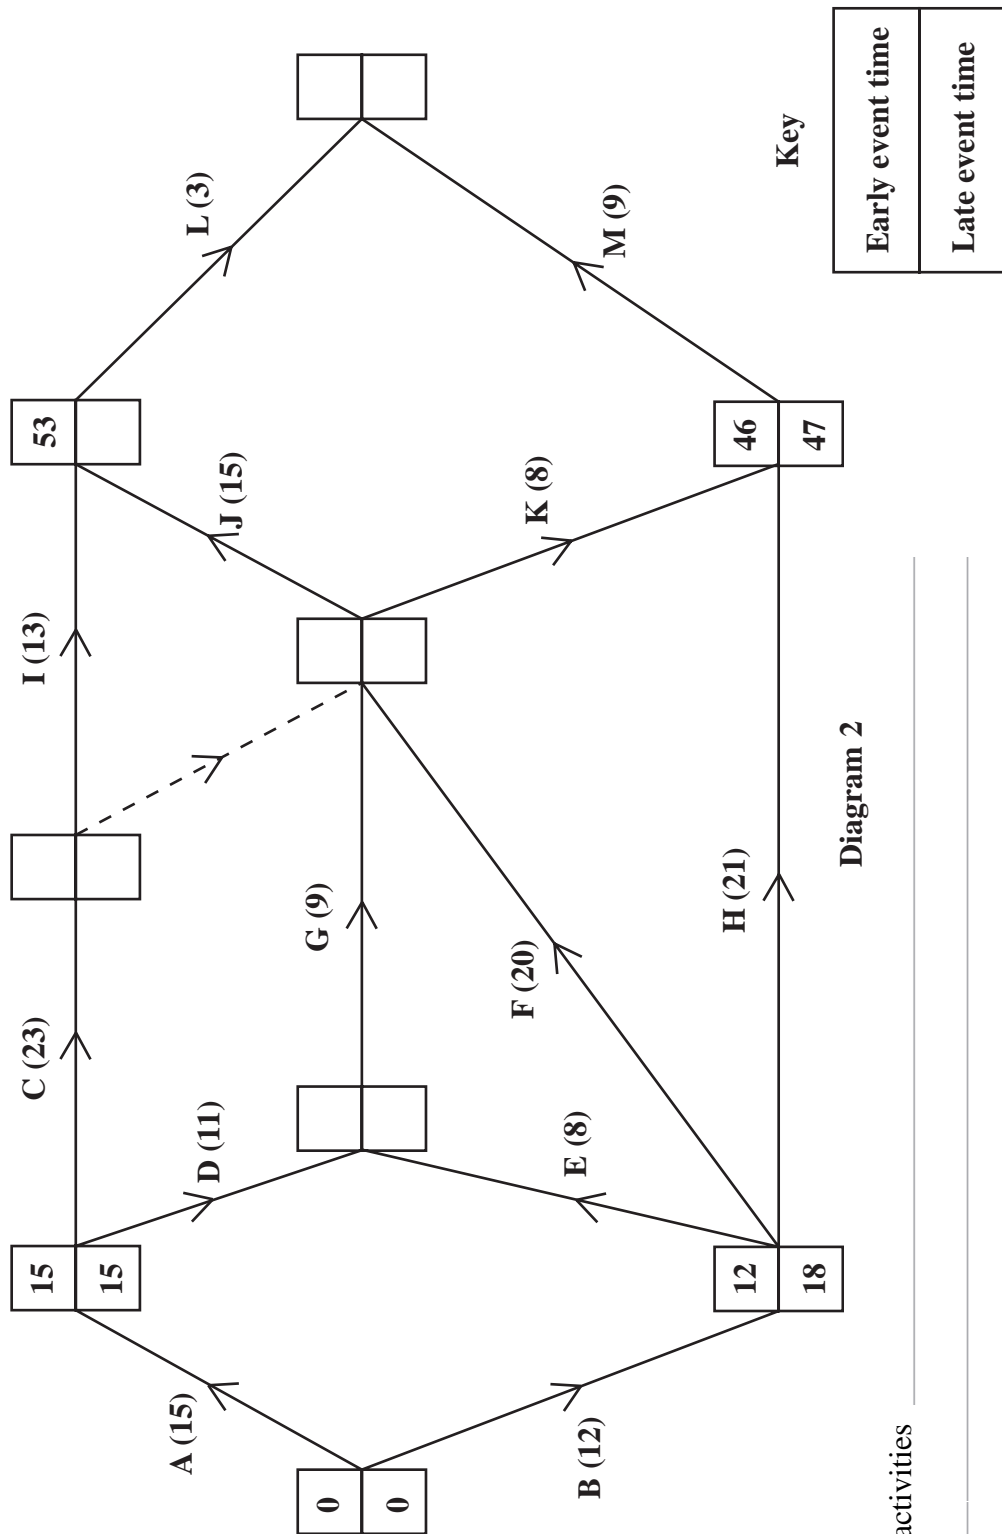 A (15)
B (12)
C (23)
D (11)
E (8)
F (20)
G (9)
H (21)
I (13)
J (15)
K (8)
L (3)
M (9)
0
0
15
15
12
18
53
46
47
Key
Early event time
Late event time
Diagram 2
activities